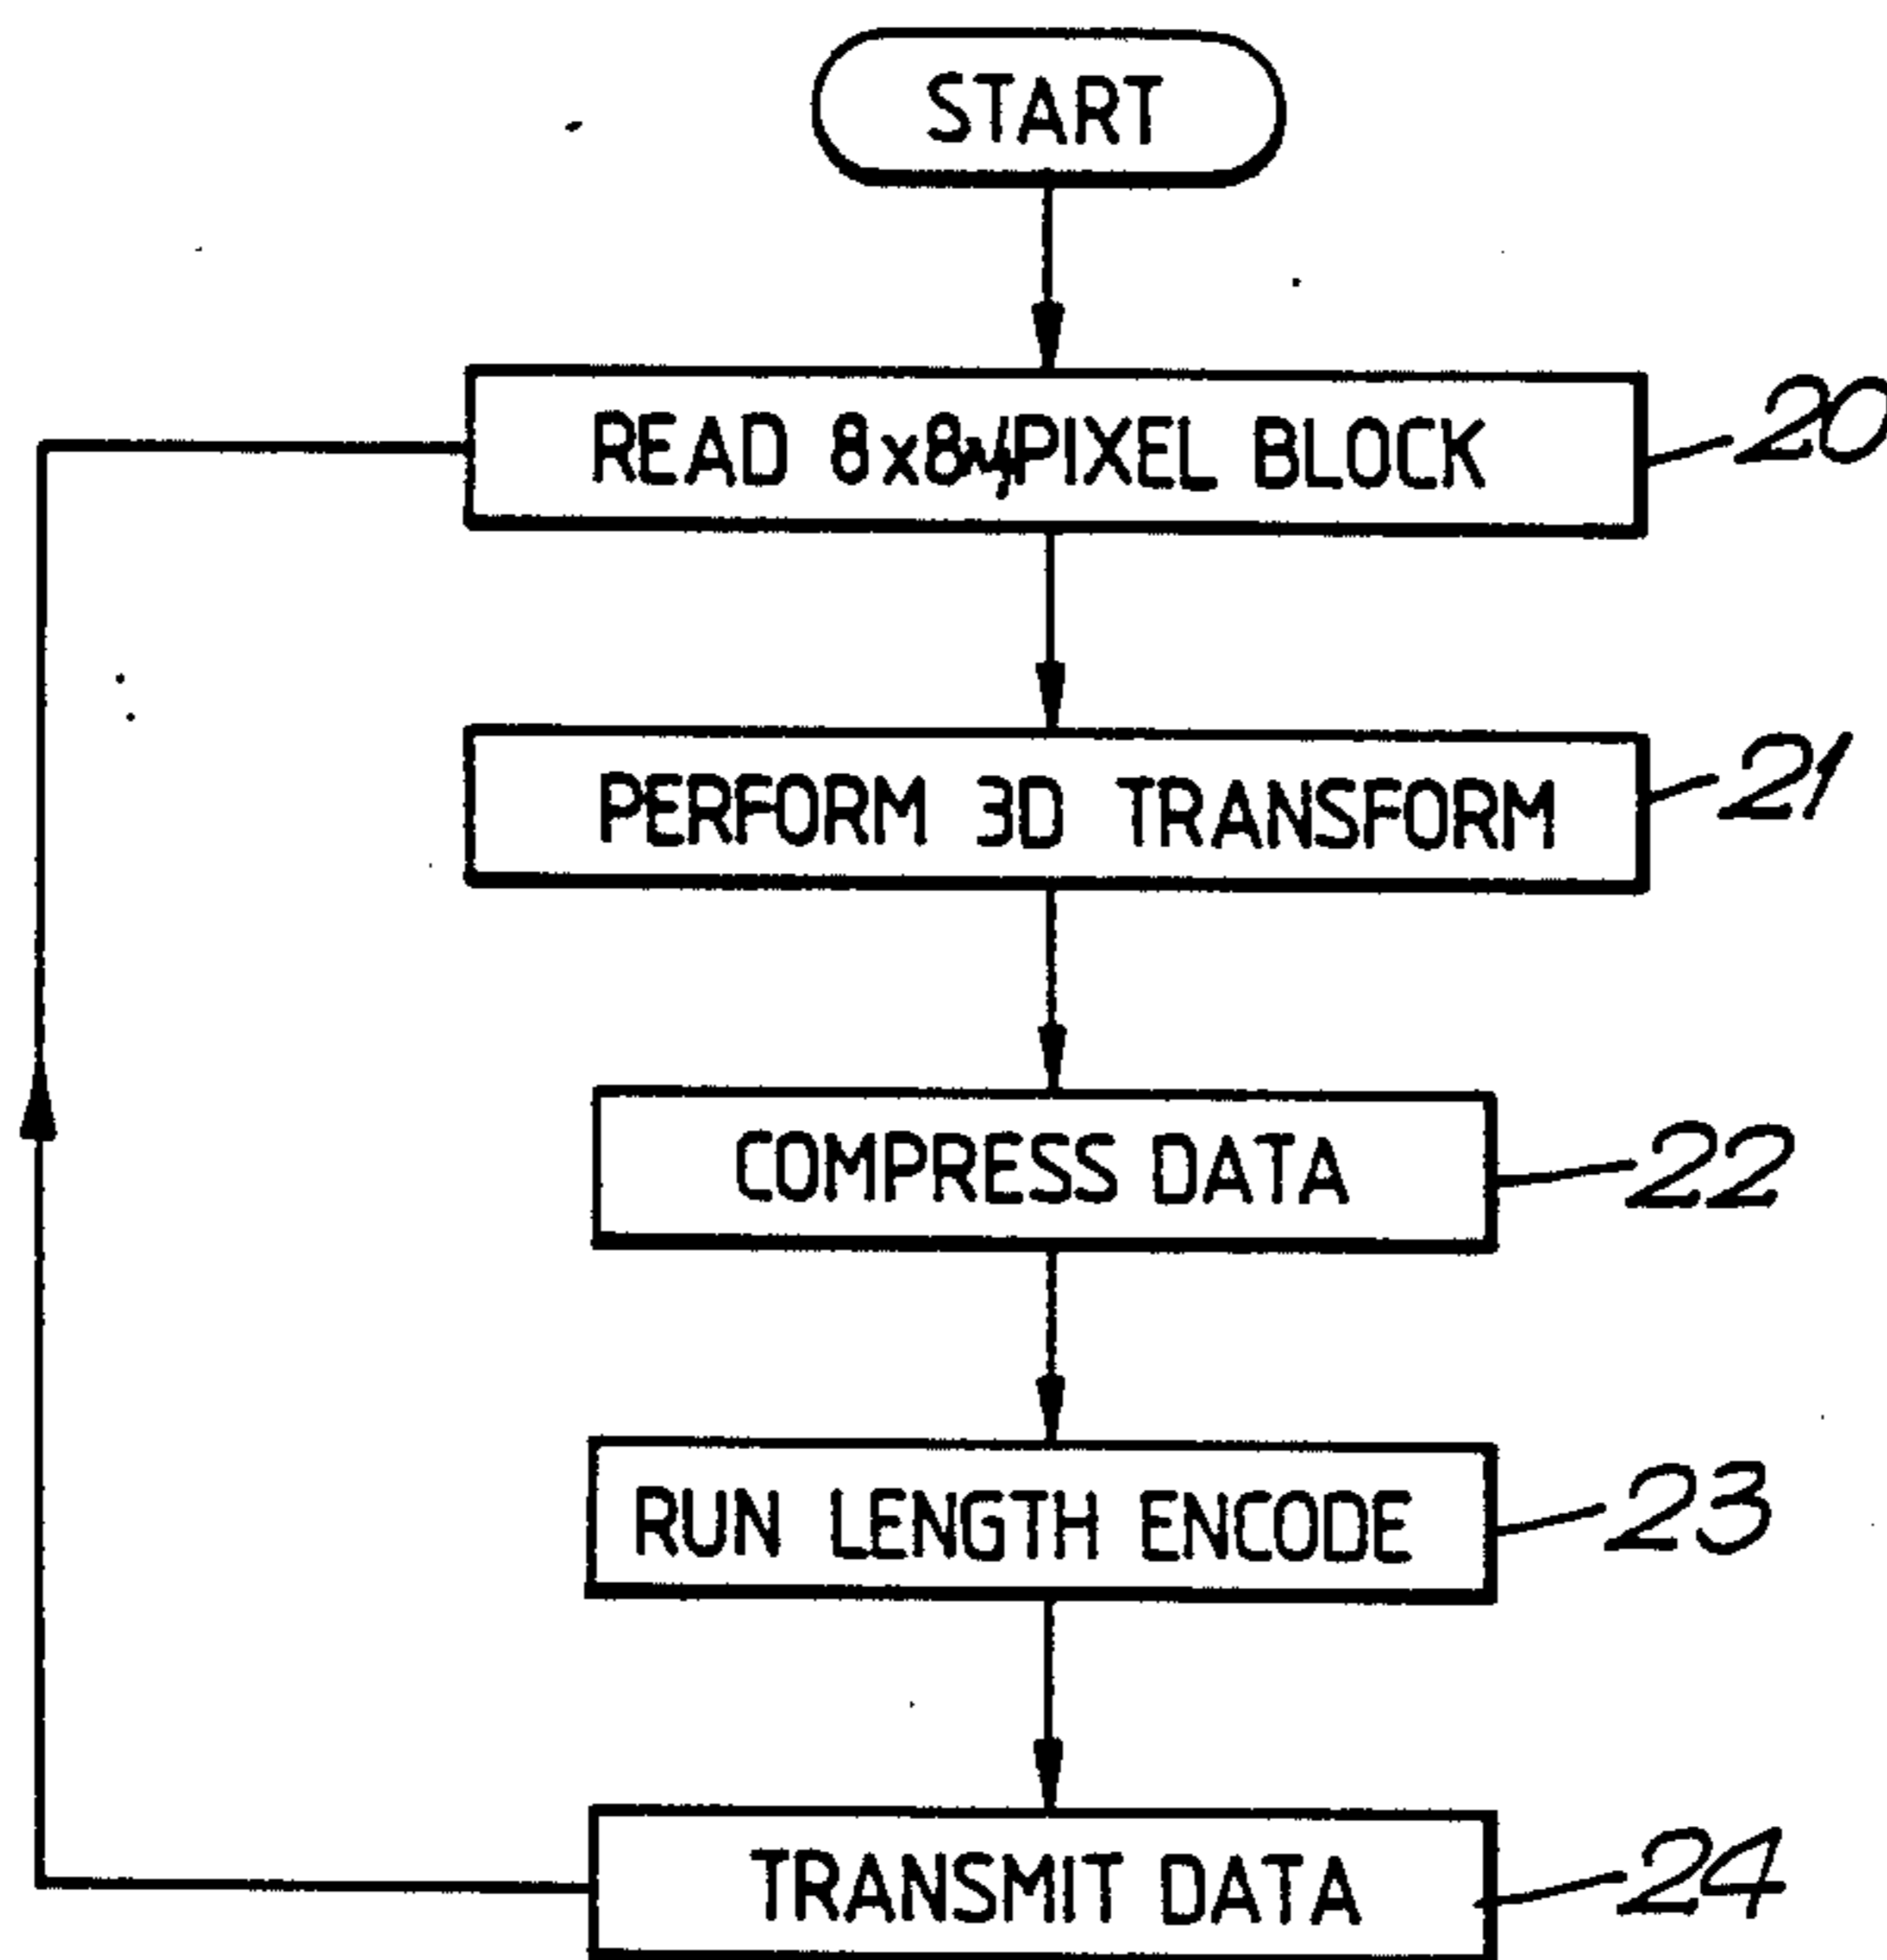 START
READ 8x8x4 PIXEL BLOCK
20
PERFORM 3D TRANSFORM
21
COMPRESS DATA
22
RUN LENGTH ENCODE
23
TRANSMIT DATA
24